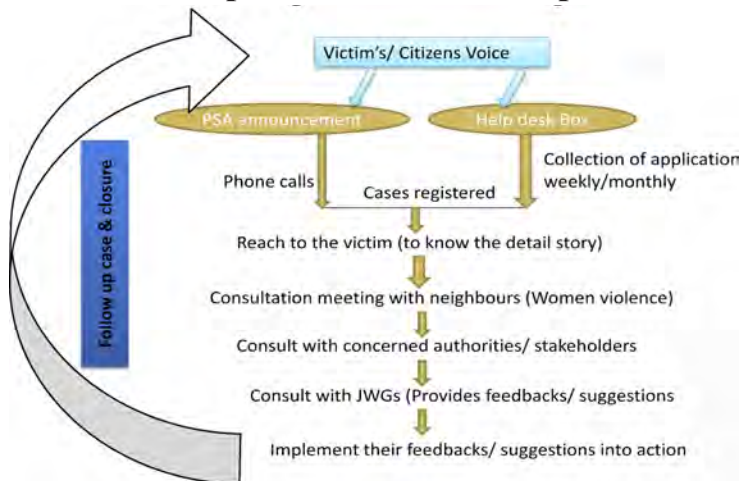 Victim's/ Citizens Voice
PSA announcement
Help desk Box
Phone calls
Collection of application
weekly/monthly
Cases registered
Reach to the victim (to know the detail story)
Consultation meeting with neighbours (Women violence)
Consult with concerned authorities/ stakeholders
Consult with JWGs (Provides feedbacks/ suggestions
Implement their feedbacks/ suggestions into action
Follow up case & closure